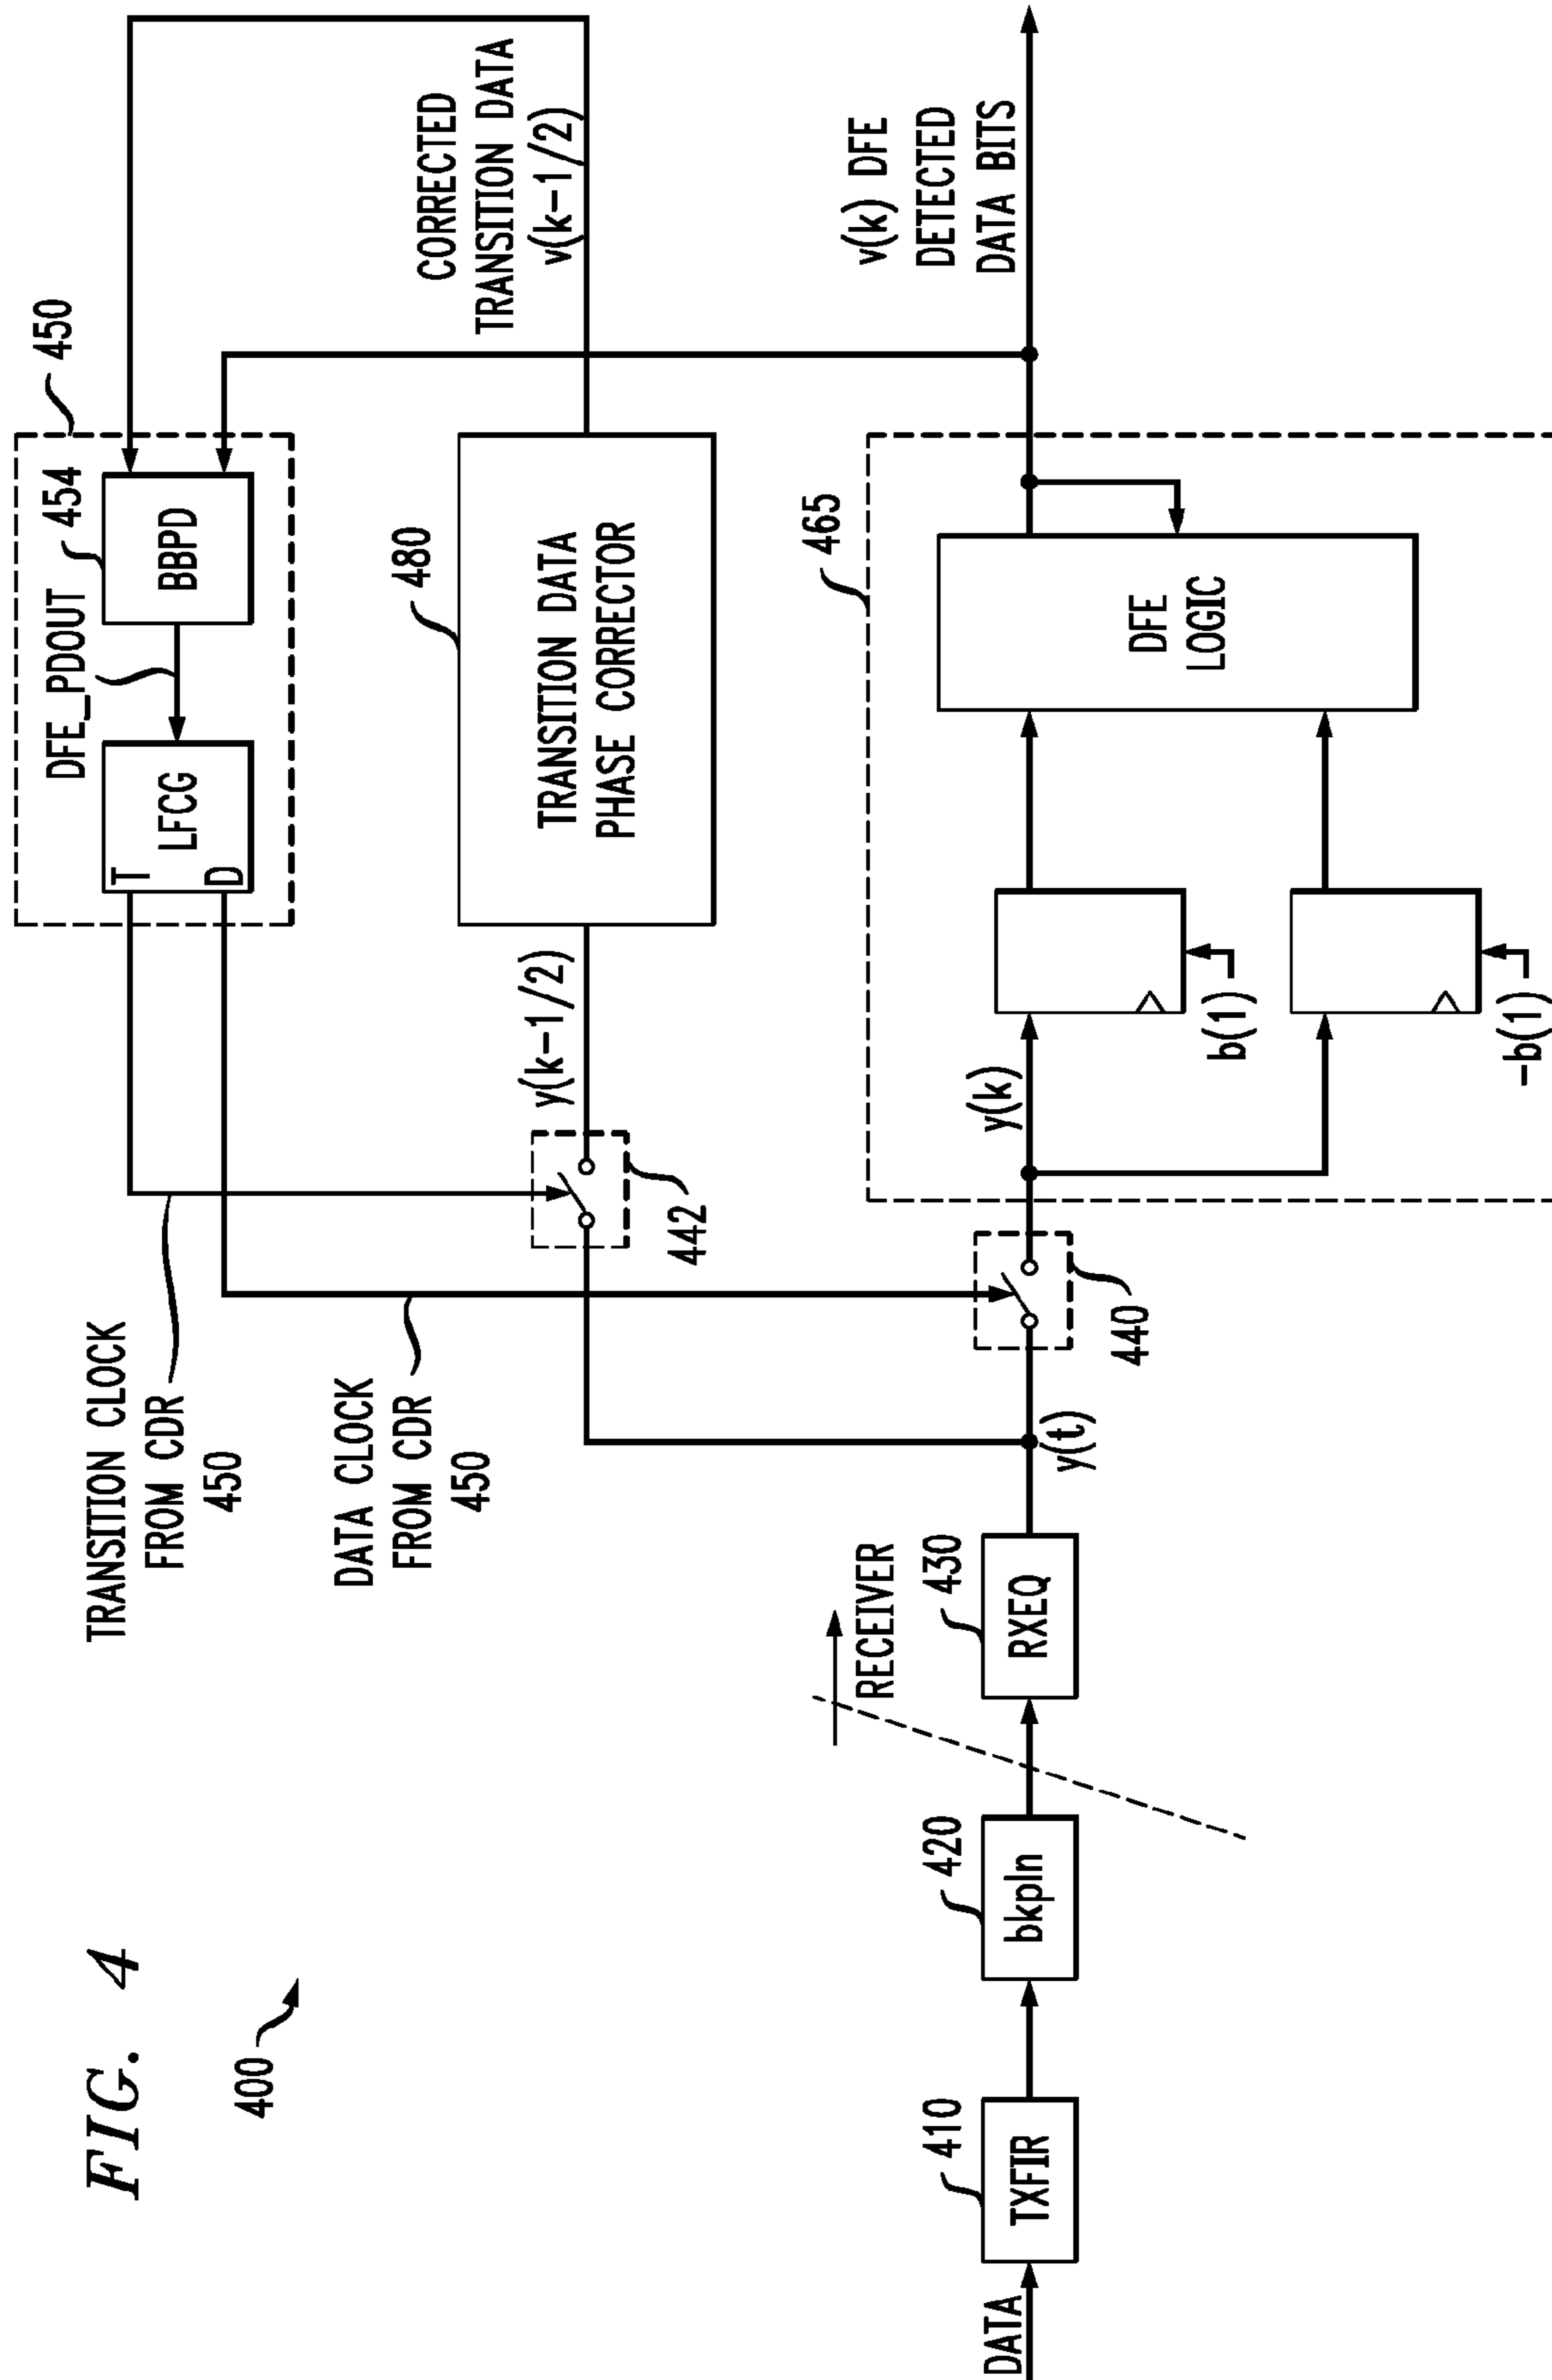 FIG. 4
400
TRANSITION CLOCK
FROM CDR
450
DATA CLOCK
FROM CDR
450
DFE_PDOUT
454
450
LFCG
T
D
BBPD
CORRECTED
TRANSITION DATA
v(k-1/2)
480
TRANSITION DATA
PHASE CORRECTOR
y(k-1/2)
442
RECEIVER
DATA
410
TXFIR
420
bkpln
430
RXEQ
y(t)
440
465
y(k)
b(1)
-b(1)
DFE
LOGIC
v(k) DFE
DETECTED
DATA BITS